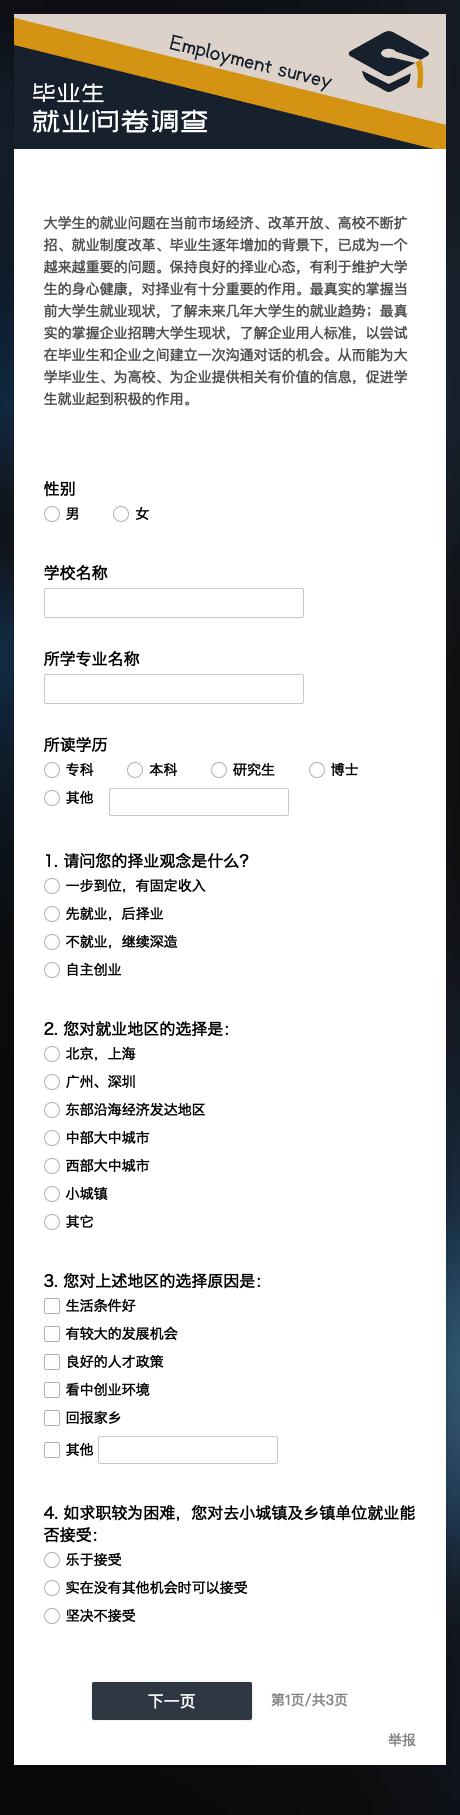 Employment survey
毕业生
就业问卷调查
大学生的就业问题在当前市场经济、改革开放、高校不断扩
招、就业制度改革、毕业生逐年增加的背景下，已成为一个
越来越重要的问题。保持良好的择业心态，有利于维护大学
生的身心健康，对择业有十分重要的作用。最真实的掌握当
前大学生就业现状，了解未来几年大学生的就业趋势；最真
实的掌握企业招聘大学生现状，了解企业用人标准，以尝试
在毕业生和企业之间建立一次沟通对话的机会。从而能为大
学毕业生、为高校、为企业提供相关有价值的信息，促进学
生就业起到积极的作用。
性别
男 女
学校名称
所学专业名称
所读学历
专科 本科 研究生 博士
其他
1. 请问您的择业观念是什么？
一步到位，有固定收入
先就业，后择业
不就业，继续深造
自主创业
2. 您对就业地区的选择是：
北京，上海
广州、深圳
东部沿海经济发达地区
中部大中城市
西部大中城市
小城镇
其它
3. 您对上述地区的选择原因是：
生活条件好
有较大的发展机会
良好的人才政策
看中创业环境
回报家乡
其他
4. 如求职较为困难，您对去小城镇及乡镇单位就业能
否接受：
乐于接受
实在没有其他机会时可以接受
坚决不接受
下一页 第1页/共3页
举报